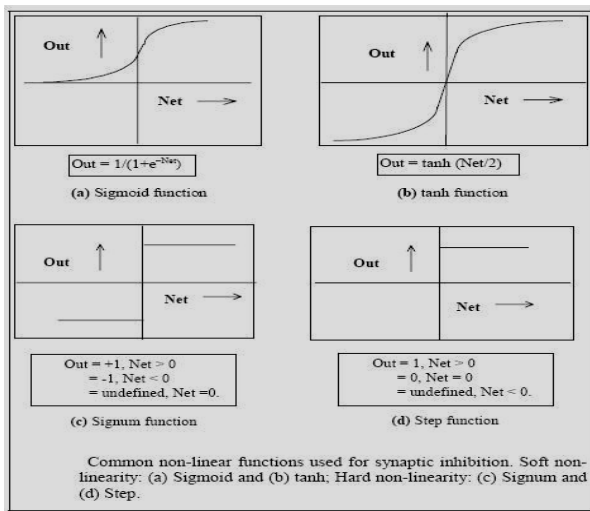 Out
Net
Out = 1/(1+e^–Net)
(a) Sigmoid function
Out
Net
Out = tanh (Net/2)
(b) tanh function
Out
Net
Out = +1, Net > 0
= -1, Net < 0
= undefined, Net =0.
(c) Signum function
Out
Net
Out = 1, Net > 0
= 0, Net = 0
= undefined, Net < 0.
(d) Step function
Common non-linear functions used for synaptic inhibition. Soft non-
linearity: (a) Sigmoid and (b) tanh; Hard non-linearity: (c) Signum and
(d) Step.